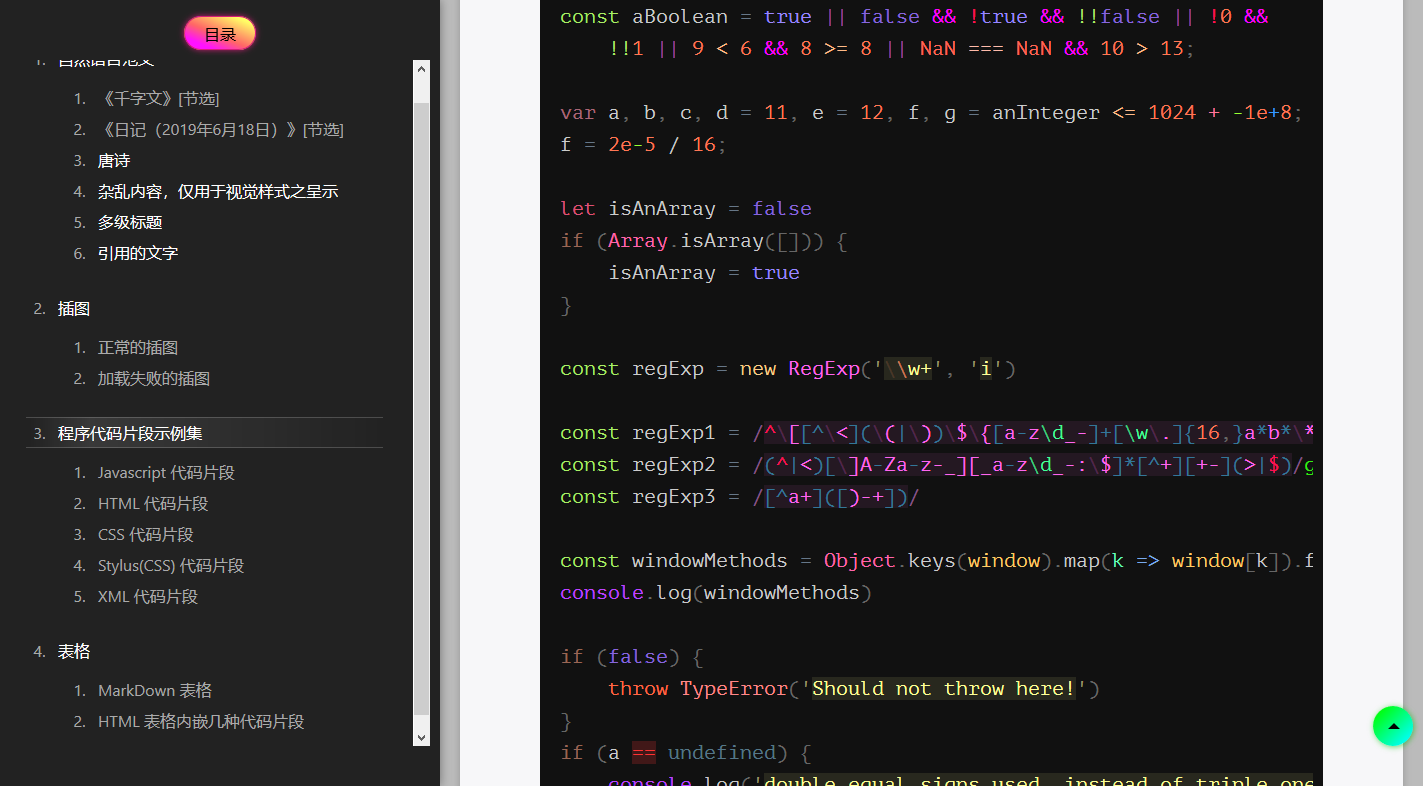 目录
1. 自然语言范文
1. 《千字文》[节选]
2. 《日记（2019年6月18日）》[节选]
3. 唐诗
4. 杂乱内容，仅用于视觉样式之呈示
5. 多级标题
6. 引用的文字
2. 插图
1. 正常的插图
2. 加载失败的插图
3. 程序代码片段示例集
1. Javascript 代码片段
2. HTML 代码片段
3. CSS 代码片段
4. Stylus(CSS) 代码片段
5. XML 代码片段
4. 表格
1. MarkDown 表格
2. HTML 表格内嵌几种代码片段
const aBoolean = true || false && !true && !!false || !0 &&
    !!1 || 9 < 6 && 8 >= 8 || NaN === NaN && 10 > 13;
var a, b, c, d = 11, e = 12, f, g = anInteger <= 1024 + -1e+8;
f = 2e-5 / 16;
let isAnArray = false
if (Array.isArray([])) {
    isAnArray = true
}
const regExp = new RegExp('\\w+', 'i')
const regExp1 = /^\[[^\<](\(|\))\$\{[a-z\d_-]+[\w\.]{16,}a*b*\*
const regExp2 = /(^|<)[\]A-Za-z-_][_a-z\d_-:\$]*[^+][+-](>|$)/g
const regExp3 = /[^a+]([)-+])/
const windowMethods = Object.keys(window).map(k => window[k]).f
console.log(windowMethods)
if (false) {
    throw TypeError('Should not throw here!')
}
if (a == undefined) {
    console.log('double equal signs used, instead of triple one